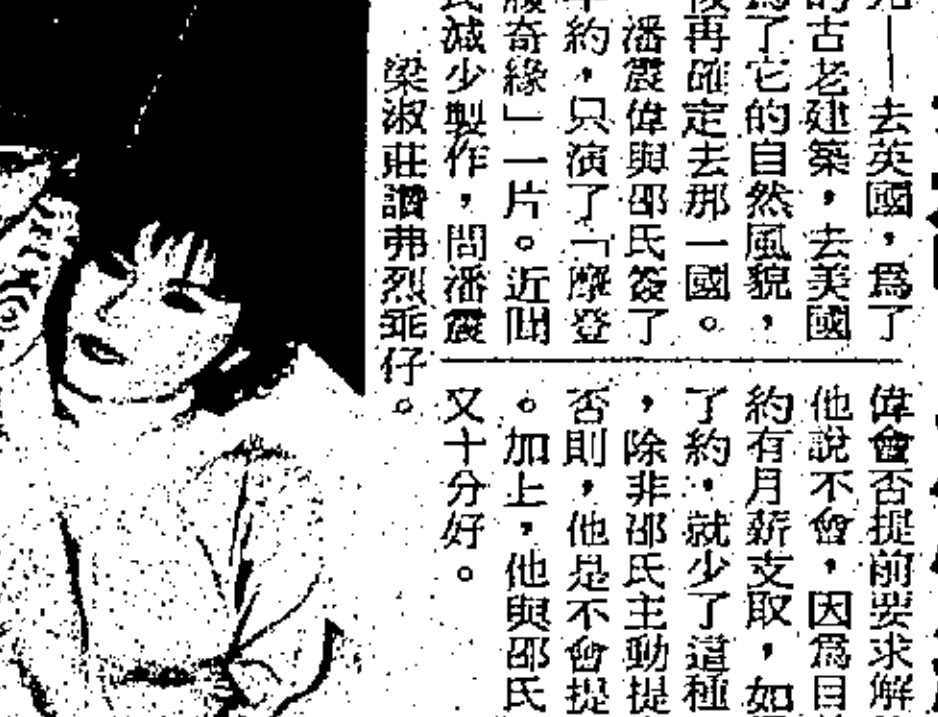 ——去英國，爲了
的古老建築，去美國
爲了它的自然風貌，
後再確定去那一國。
潘震偉與邵氏簽了
年約，只演了「摩登
奇緣」一片。近聞
氏減少製作，問潘震
偉會否提前要求解
他說不會，因爲目
約有月薪支取，如
了約，就少了這種
，除非邵氏主動提
否則，他是不會提
。加上，他與邵氏
又十分好。
梁淑莊讚弗烈乖仔。